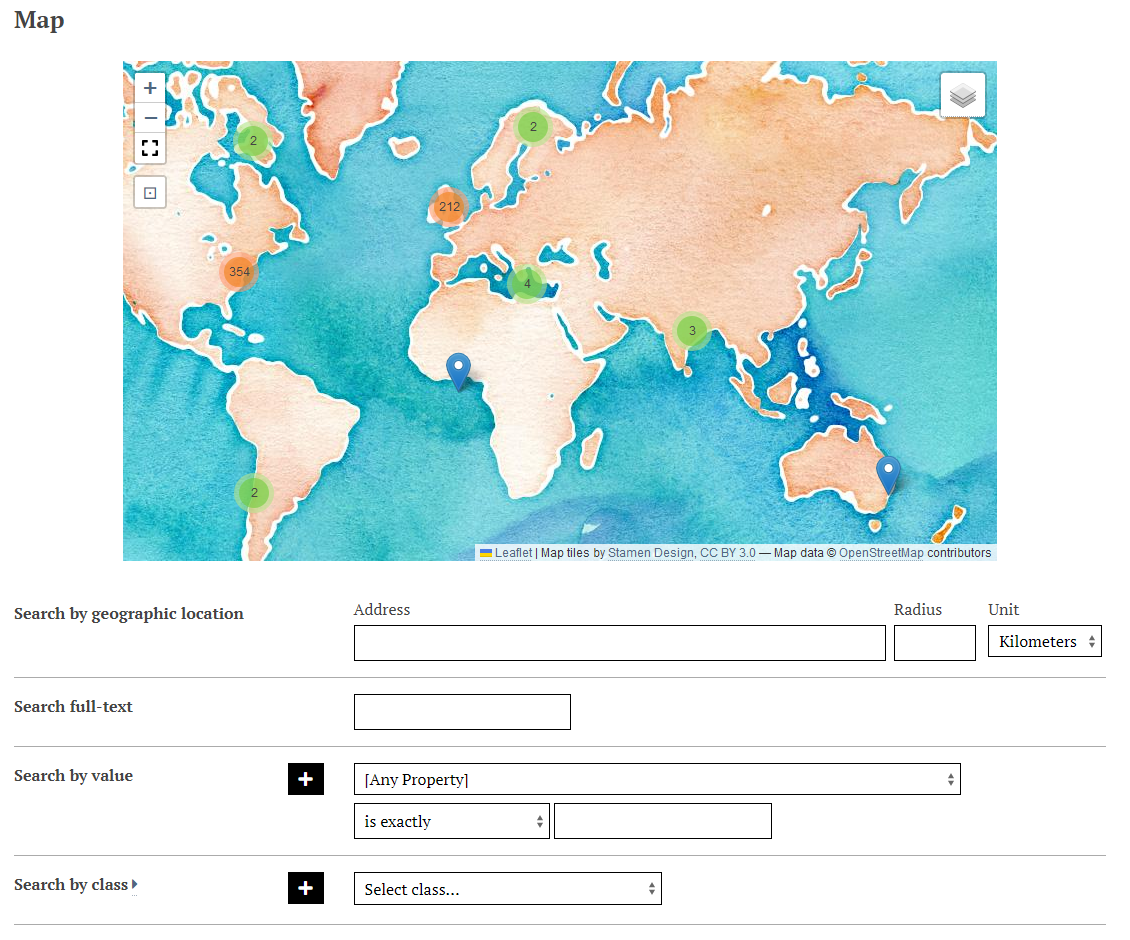 Map
+
−
2
2
212
354
4
3
2
Leaflet | Map tiles by Stamen Design, CC BY 3.0 — Map data © OpenStreetMap contributors
Search by geographic location
Address
Radius
Unit
Kilometers
Search full-text
Search by value
+
[Any Property]
is exactly
Search by class
+
Select class...